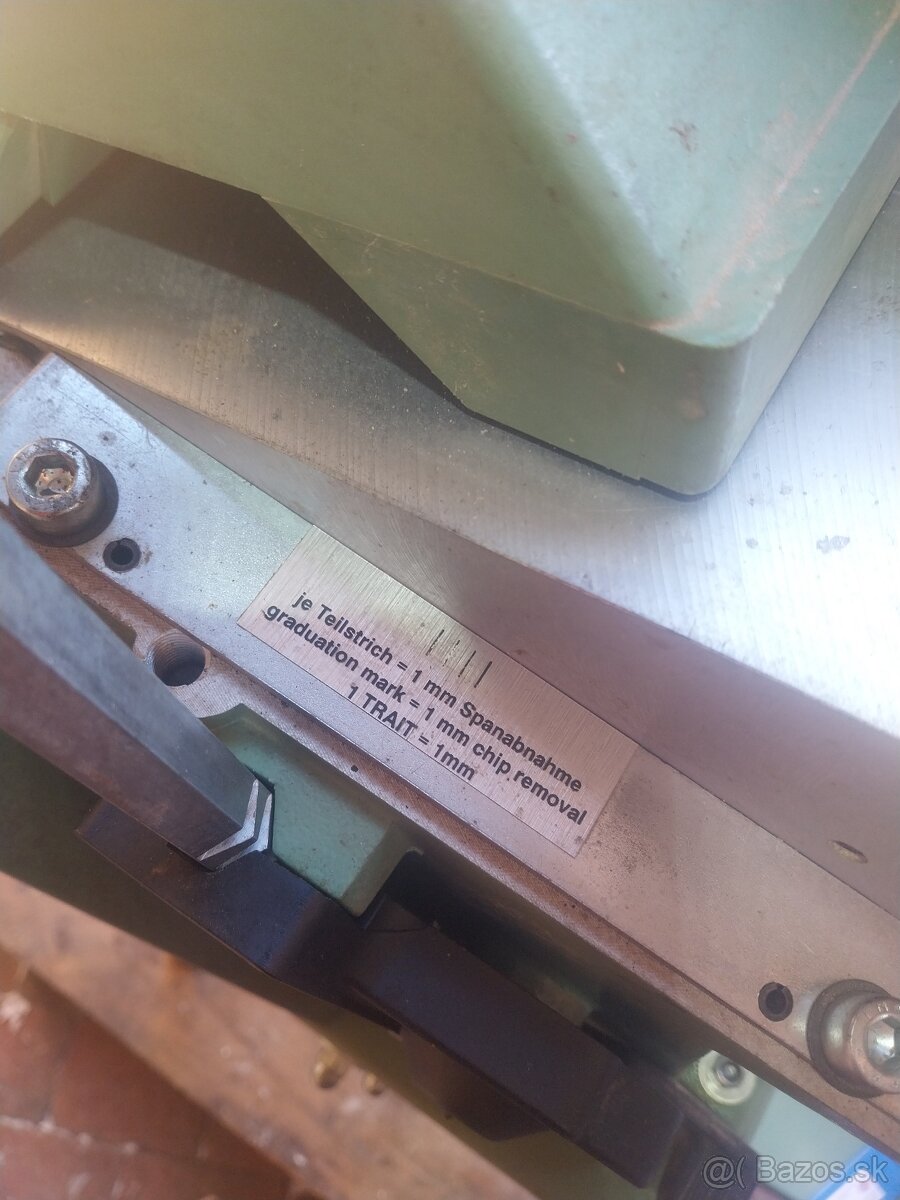 je Teilstrich = 1 mm Spanabnahme
graduation mark = 1 mm chip removal
1 TRAIT = 1mm
@( Bazos.sk